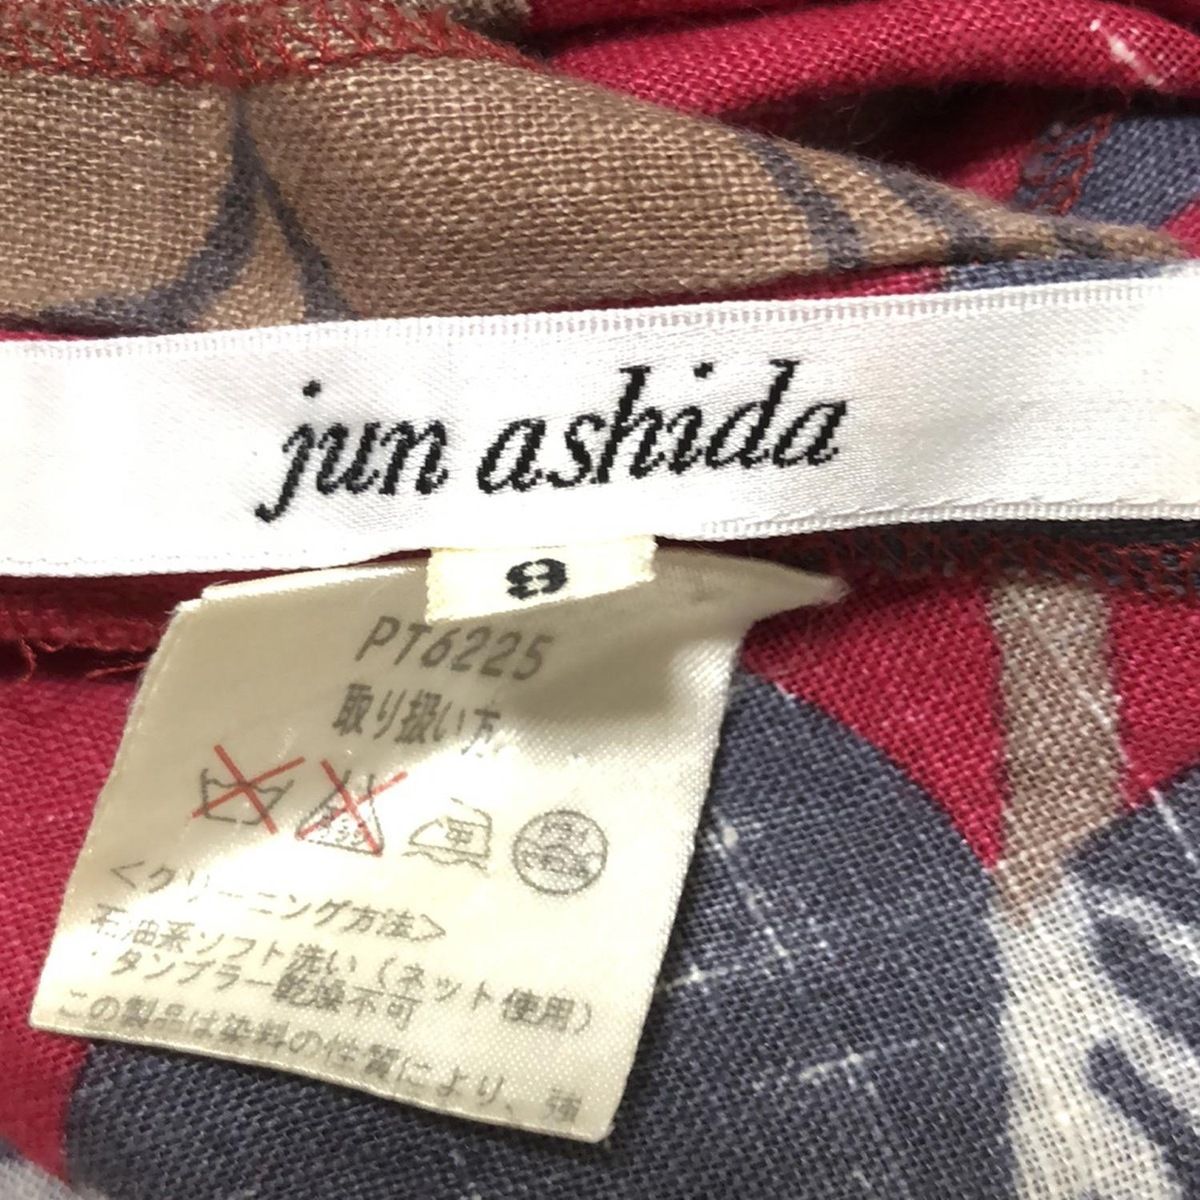 jun ashida
9
PT6225
取り扱い方
中
<クリーニング方法>
石油系ソフト洗い(ネット使用)
・タンブラー乾燥不可
この製品は染料の性質により、強